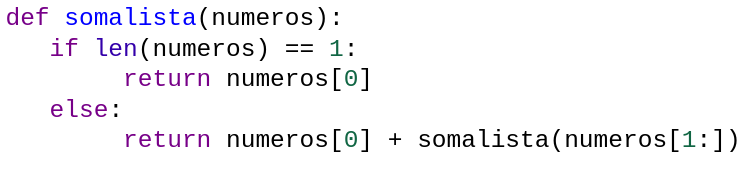 def somalista(numeros):
   if len(numeros) == 1:
        return numeros[0]
   else:
        return numeros[0] + somalista(numeros[1:])